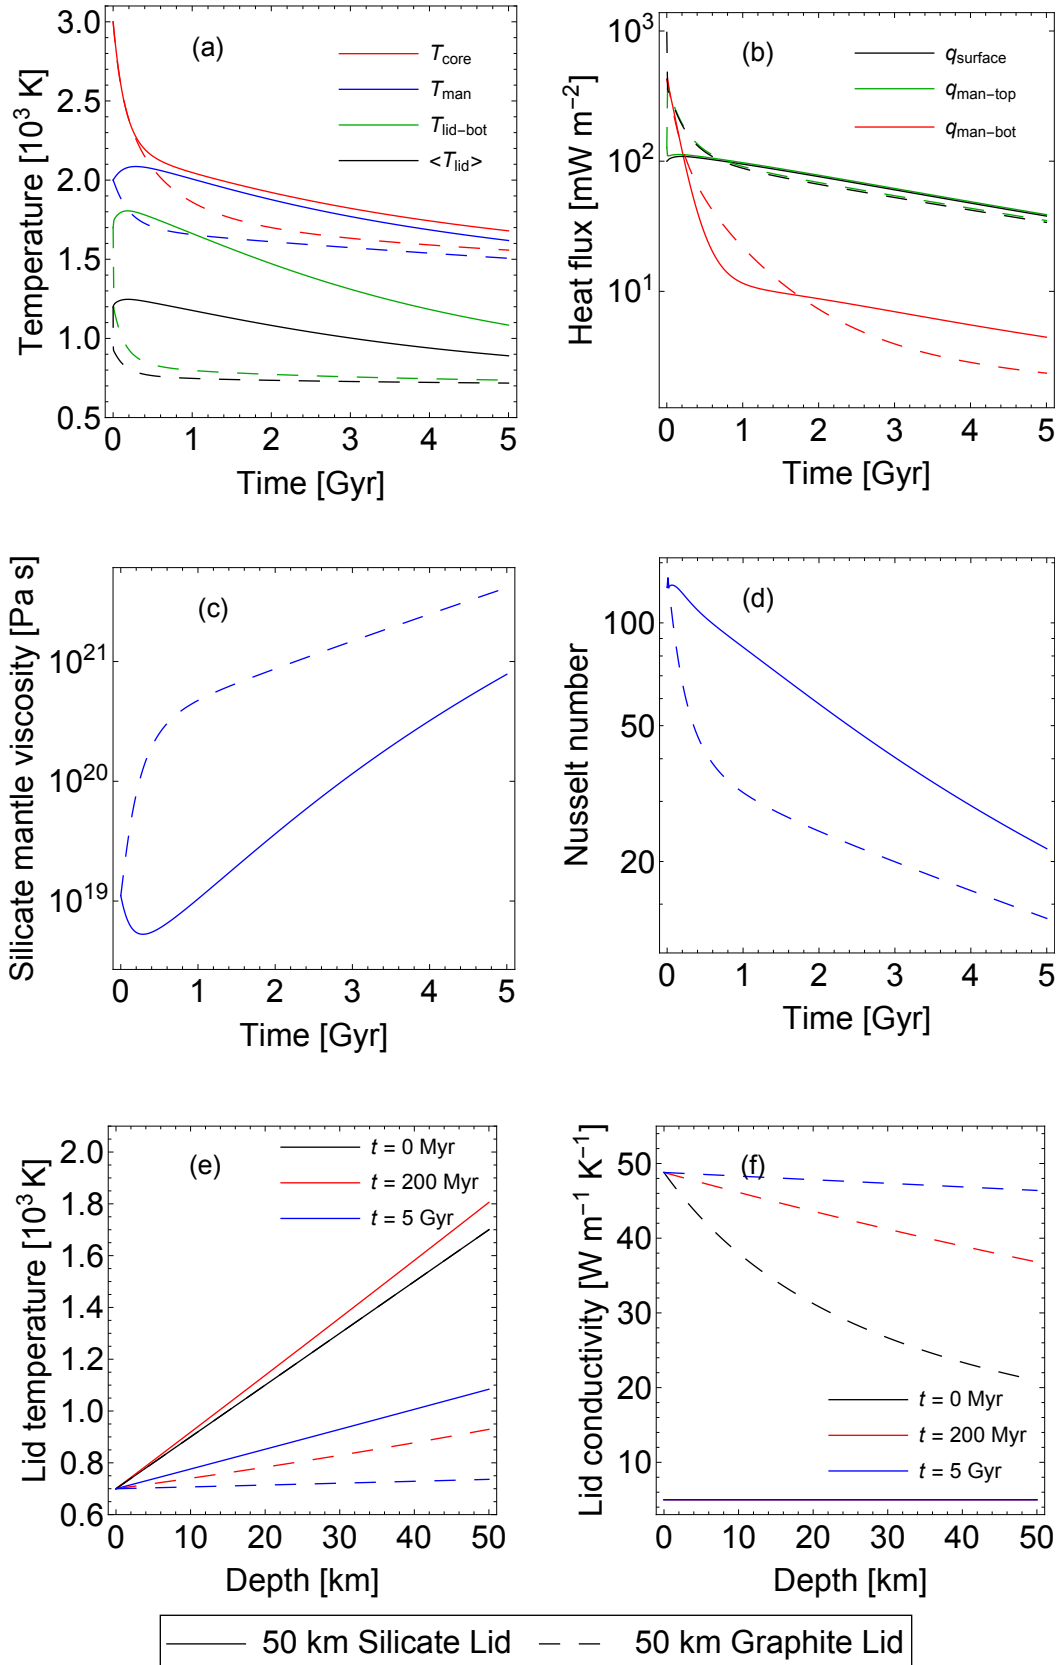 (a)
T_core
T_man
T_lid−bot
<T_lid>
3.0
2.5
2.0
1.5
1.0
0.5
Temperature [10³ K]
0 1 2 3 4 5
Time [Gyr]
(b)
q_surface
q_man−top
q_man−bot
10³
10²
10¹
Heat flux [mW m⁻²]
0 1 2 3 4 5
Time [Gyr]
(c)
10²¹
10²⁰
10¹⁹
Silicate mantle viscosity [Pa s]
0 1 2 3 4 5
Time [Gyr]
(d)
100
50
20
Nusselt number
0 1 2 3 4 5
Time [Gyr]
(e)
t = 0 Myr
t = 200 Myr
t = 5 Gyr
2.0
1.8
1.6
1.4
1.2
1.0
0.8
0.6
Lid temperature [10³ K]
0 10 20 30 40 50
Depth [km]
(f)
50
40
30
20
10
Lid conductivity [W m⁻¹ K⁻¹]
t = 0 Myr
t = 200 Myr
t = 5 Gyr
0 10 20 30 40 50
Depth [km]
50 km Silicate Lid 50 km Graphite Lid